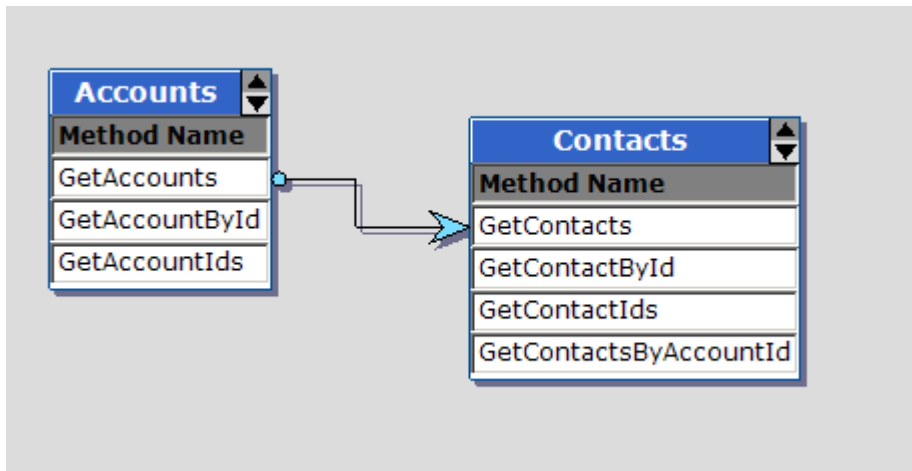 Accounts
Method Name
GetAccounts
GetAccountById
GetAccountIds
Contacts
Method Name
GetContacts
GetContactById
GetContactIds
GetContactsByAccountId